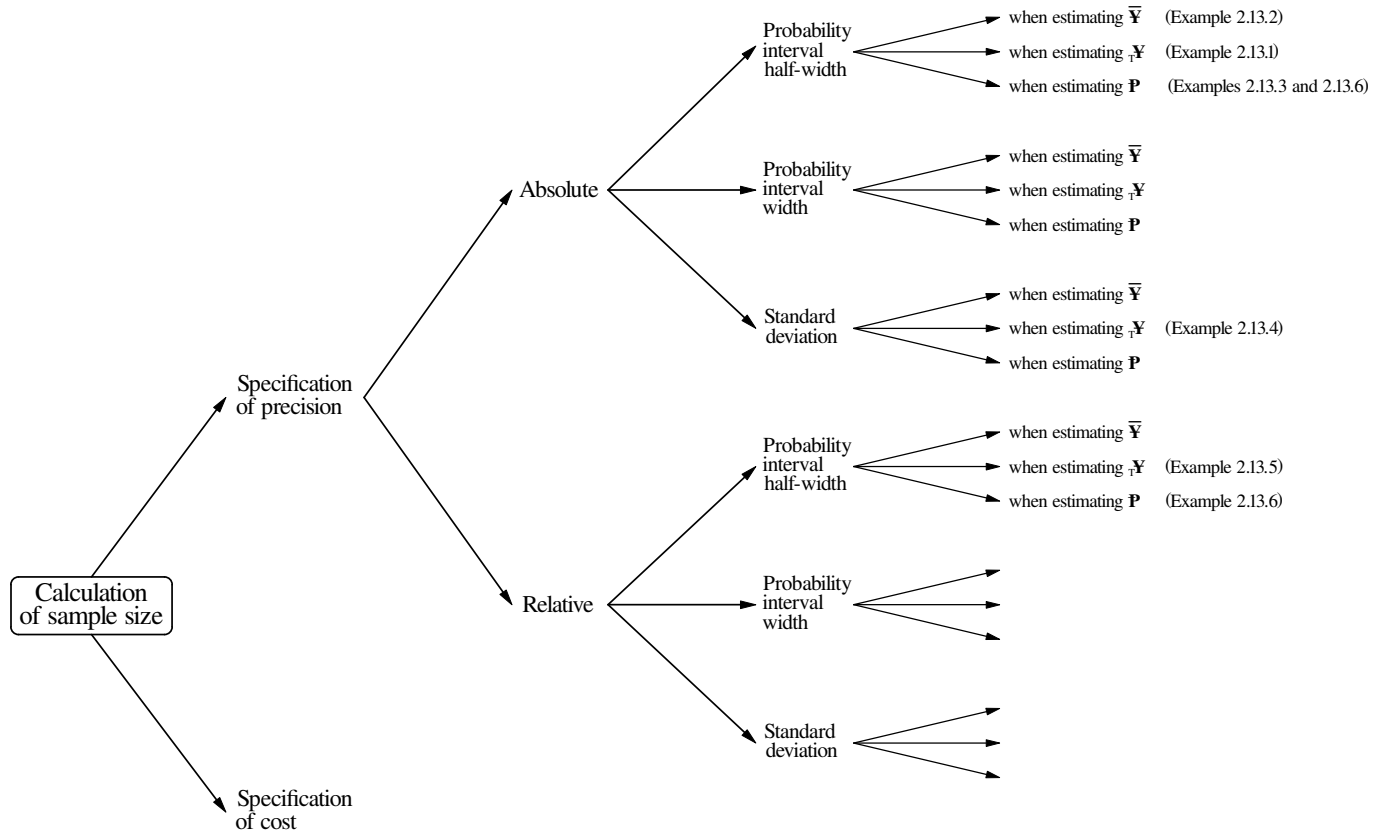 Probability
interval
half-width
when estimating Ȳ (Example 2.13.2)
when estimating TY (Example 2.13.1)
when estimating P (Examples 2.13.3 and 2.13.6)
Absolute
Probability
interval
width
when estimating Ȳ
when estimating TY
when estimating P
Standard
deviation
when estimating Ȳ
when estimating TY (Example 2.13.4)
when estimating P
Specification
of precision
Probability
interval
half-width
when estimating Ȳ
when estimating TY (Example 2.13.5)
when estimating P (Example 2.13.6)
Calculation
of sample size
Relative
Probability
interval
width
Standard
deviation
Specification
of cost